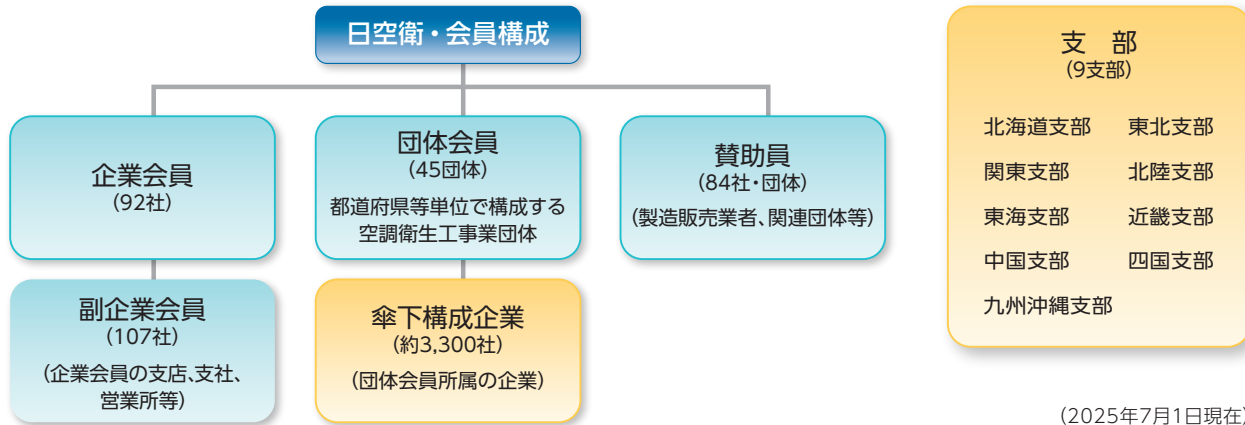 日空衛・会員構成
企業会員
(92社)
団体会員
(45団体)
都道府県等単位で構成する
空調衛生工事業団体
賛助員
(84社・団体)
(製造販売業者、関連団体等)
副企業会員
(107社)
(企業会員の支店、支社、
営業所等)
傘下構成企業
(約3,300社)
(団体会員所属の企業)
支 部
(9支部)
北海道支部 東北支部
関東支部 北陸支部
東海支部 近畿支部
中国支部 四国支部
九州沖縄支部
(2025年7月1日現在)